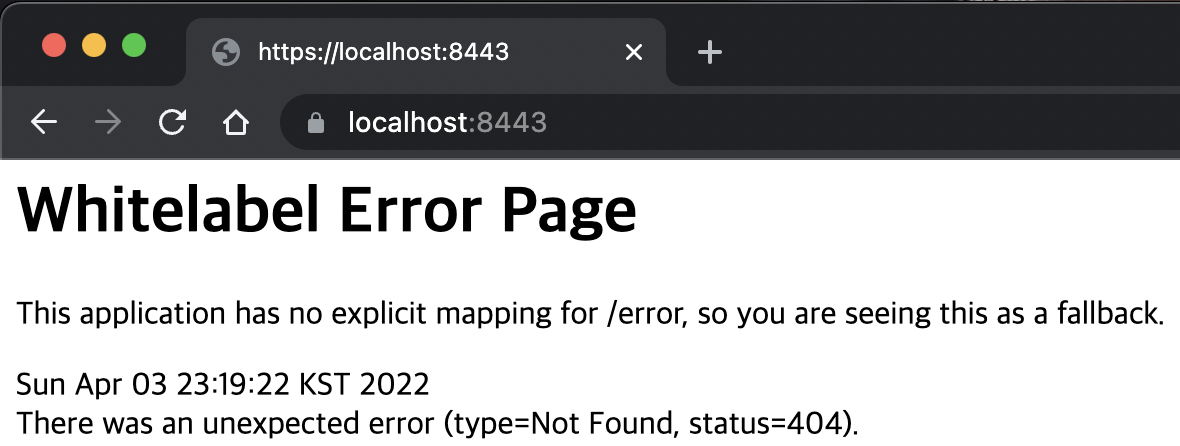 https://localhost:8443
localhost:8443
Whitelabel Error Page
This application has no explicit mapping for /error, so you are seeing this as a fallback.
Sun Apr 03 23:19:22 KST 2022
There was an unexpected error (type=Not Found, status=404).